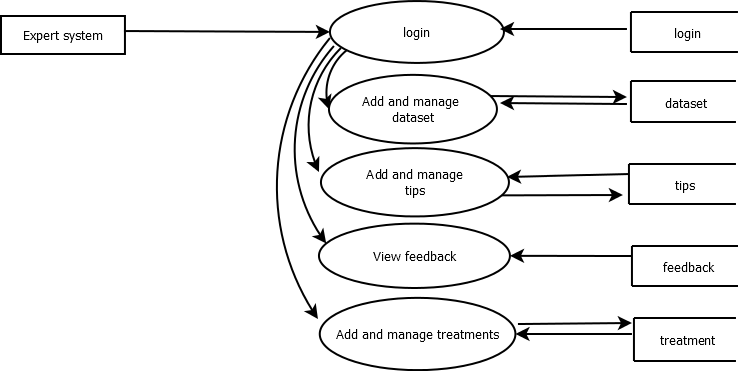 Expert system
login
login
Add and manage
dataset
dataset
Add and manage
tips
tips
View feedback
feedback
Add and manage treatments
treatment